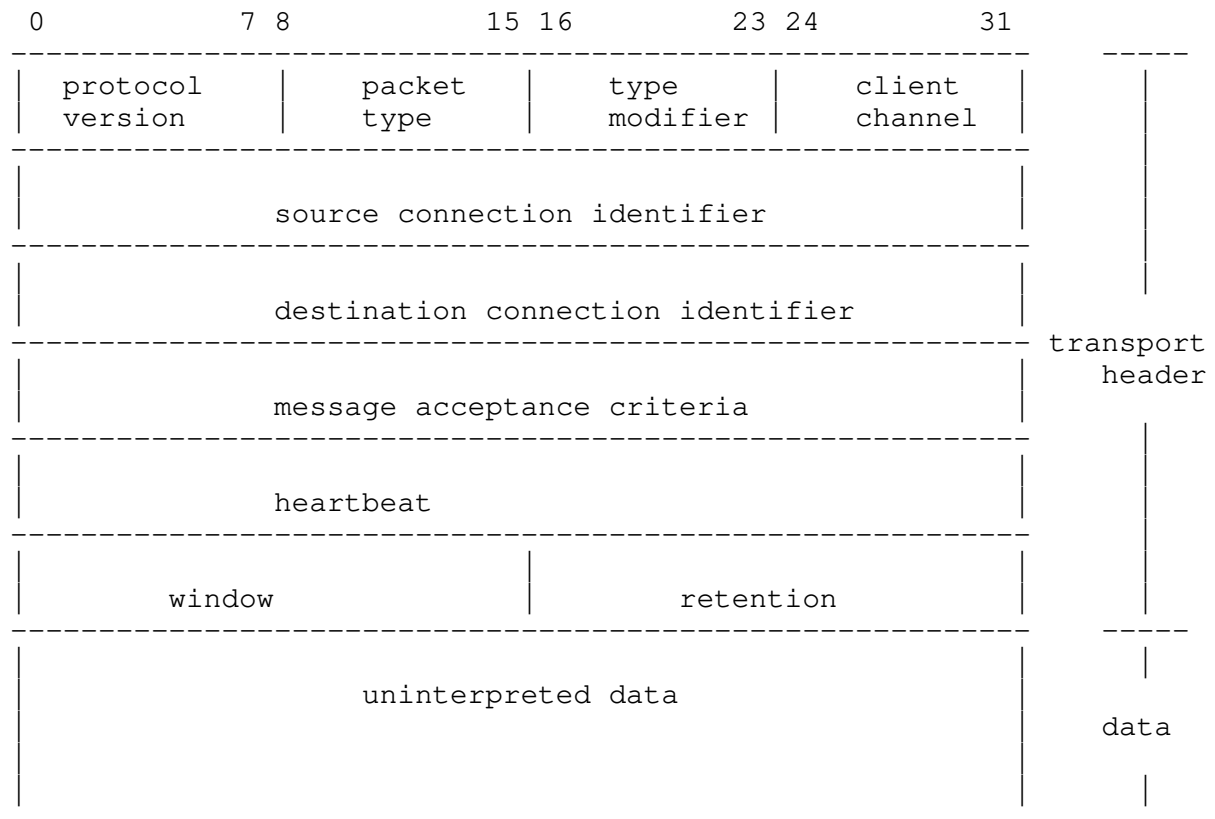 0 7 8 15 16 23 24 31
protocol packet type client
version type modifier channel
source connection identifier
destination connection identifier
transport
header
message acceptance criteria
heartbeat
window retention
uninterpreted data
data